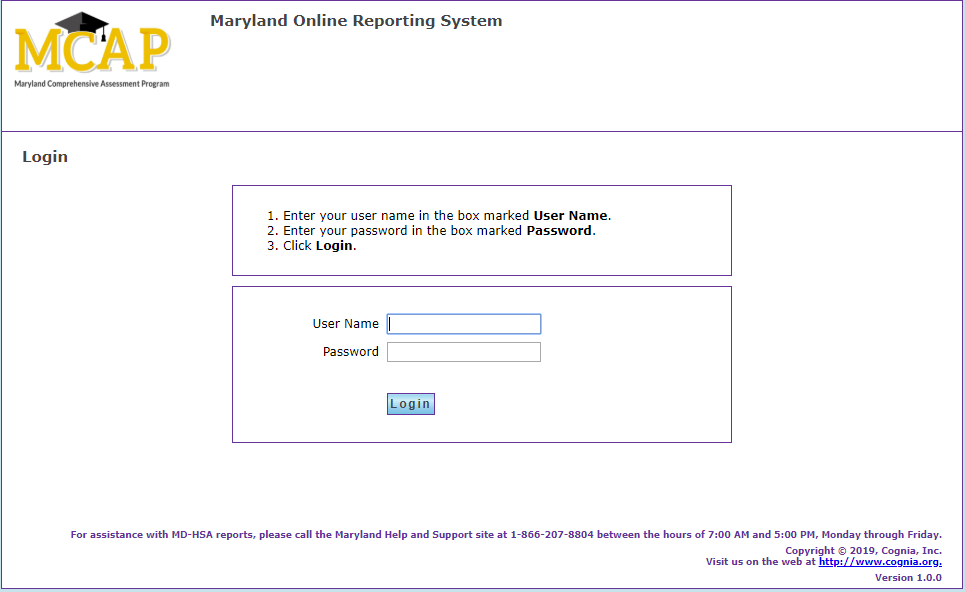 MCAP
Maryland Comprehensive Assessment Program
Maryland Online Reporting System
Login
1. Enter your user name in the box marked User Name.
2. Enter your password in the box marked Password.
3. Click Login.
User Name
Password
Login
For assistance with MD-HSA reports, please call the Maryland Help and Support site at 1-866-207-8804 between the hours of 7:00 AM and 5:00 PM, Monday through Friday.
Copyright © 2019, Cognia, Inc.
Visit us on the web at http://www.cognia.org.
Version 1.0.0